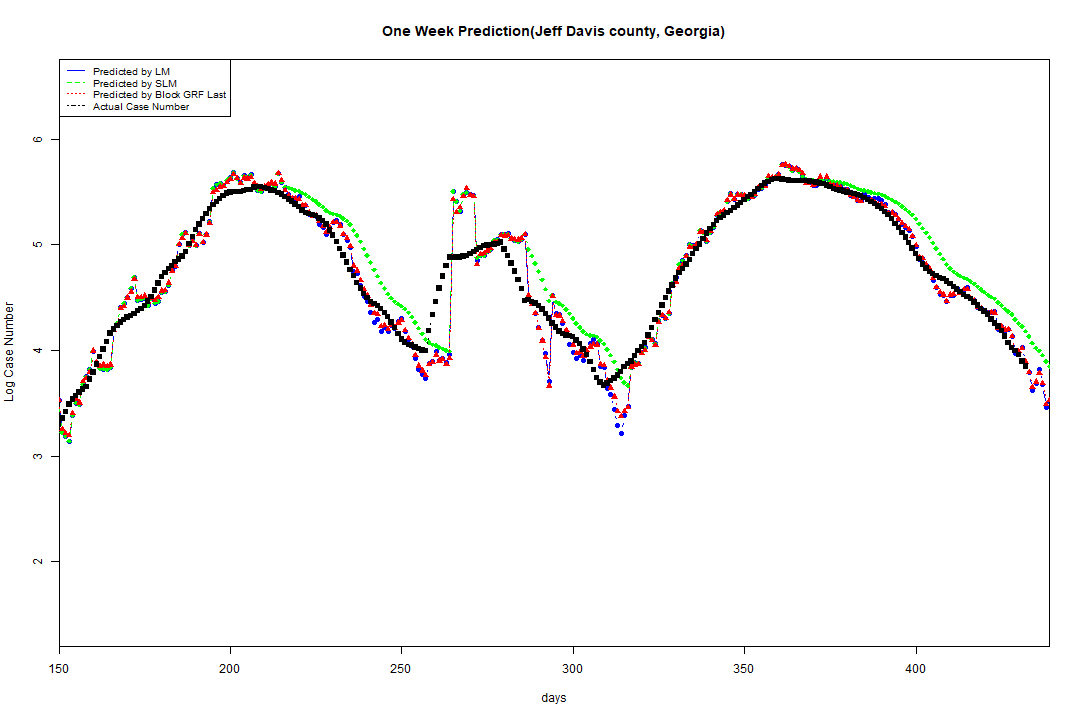 One Week Prediction(Jeff Davis county, Georgia)
Predicted by LM
Predicted by SLM
Predicted by Block GRF Last
Actual Case Number
6
5
4
3
2
Log Case Number
150 200 250 300 350 400
days